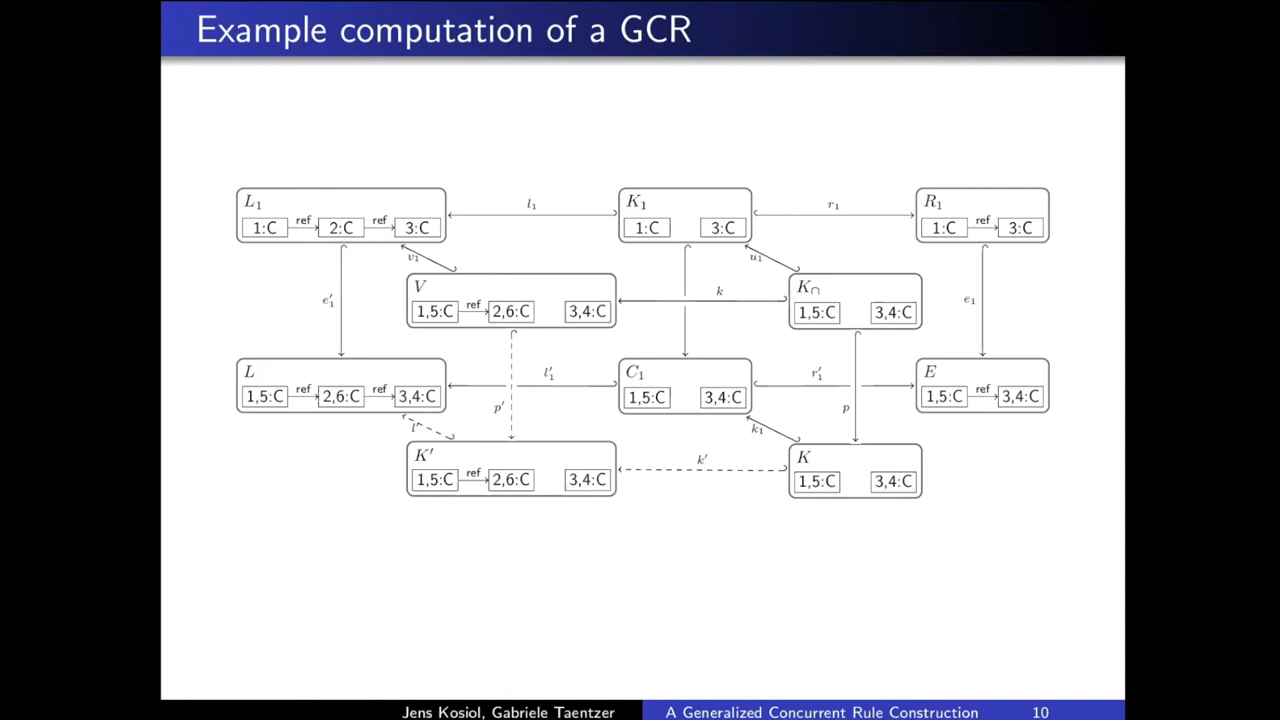 Example computation of a GCR
L₁ l₁ K₁ r₁ R₁
ref ref ref
1:C 2:C 3:C 1:C 3:C 1:C 3:C
v₁ u₁
V k K∩
e′₁ ref e₁
1,5:C 2,6:C 3,4:C 1,5:C 3,4:C
L l′₁ C₁ r′₁ E
ref ref ref
1,5:C 2,6:C 3,4:C 1,5:C 3,4:C 1,5:C 3,4:C
p′ p
l′ k₁
K′ k′ K
ref
1,5:C 2,6:C 3,4:C 1,5:C 3,4:C
Jens Kosiol, Gabriele Taentzer A Generalized Concurrent Rule Construction 10